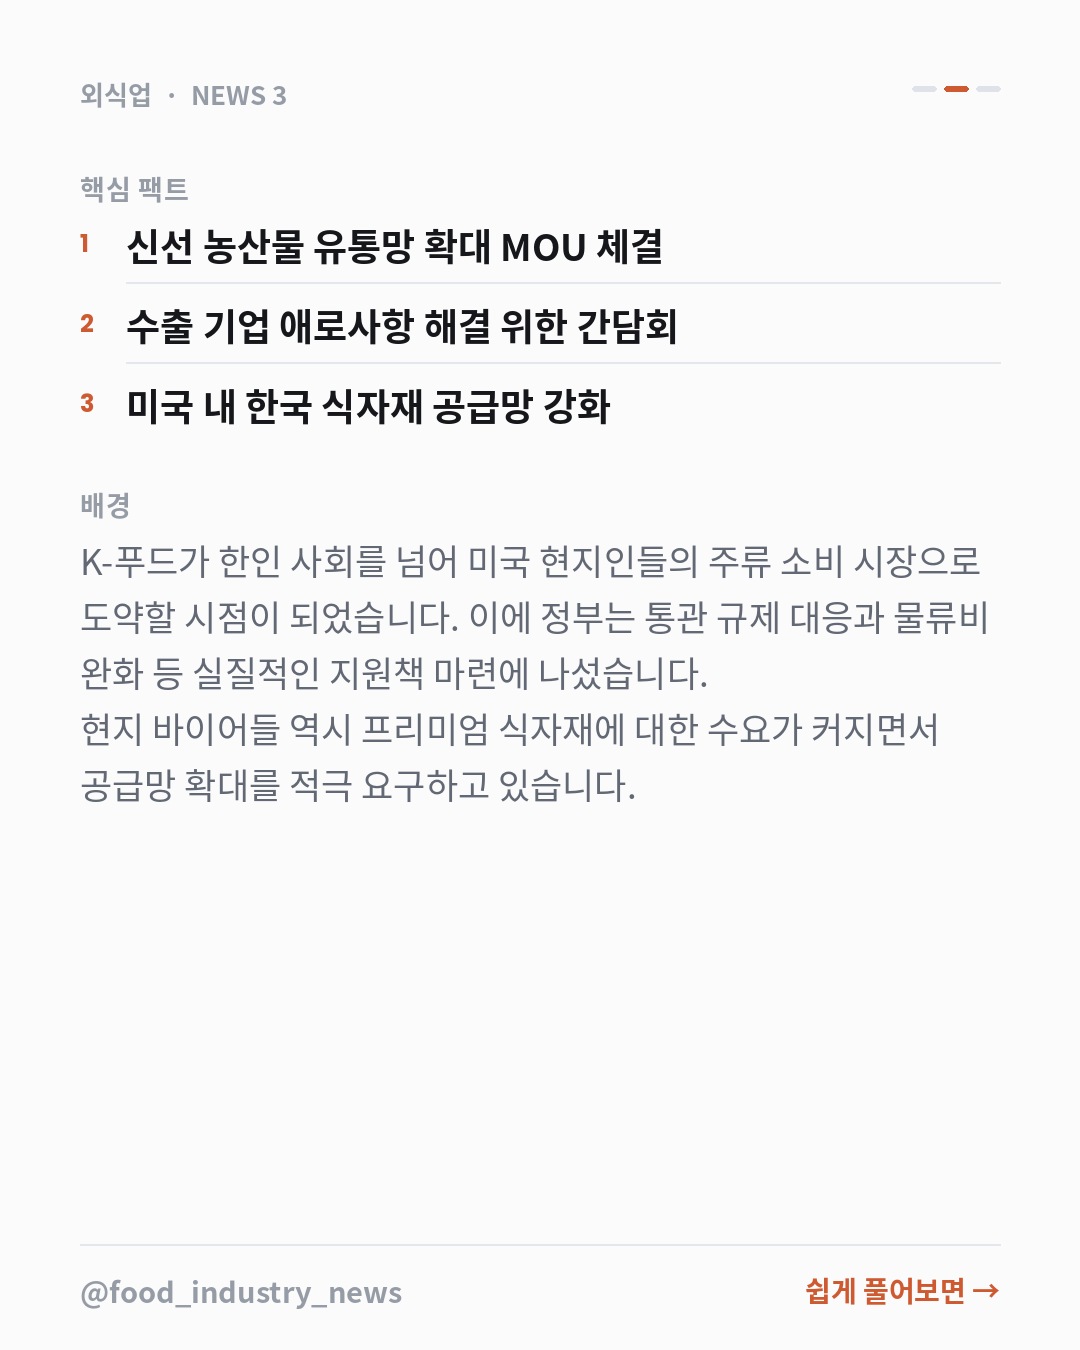 외식업 · NEWS 3
핵심 팩트
1 신선 농산물 유통망 확대 MOU 체결
2 수출 기업 애로사항 해결 위한 간담회
3 미국 내 한국 식자재 공급망 강화
배경
K-푸드가 한인 사회를 넘어 미국 현지인들의 주류 소비 시장으로
도약할 시점이 되었습니다. 이에 정부는 통관 규제 대응과 물류비
완화 등 실질적인 지원책 마련에 나섰습니다.
현지 바이어들 역시 프리미엄 식자재에 대한 수요가 커지면서
공급망 확대를 적극 요구하고 있습니다.
@food_industry_news
쉽게 풀어보면 →